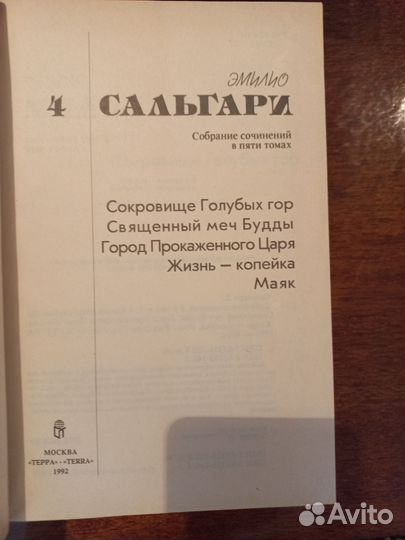 ЭМИЛИО
4 САЛЬГАРИ
Собрание сочинений
в пяти томах
Сокровище Голубых гор
Священный меч Будды
Город Прокаженного Царя
Жизнь — копейка
Маяк
МОСКВА
«ТЕРРА»-«TERRA»
1992
Avito